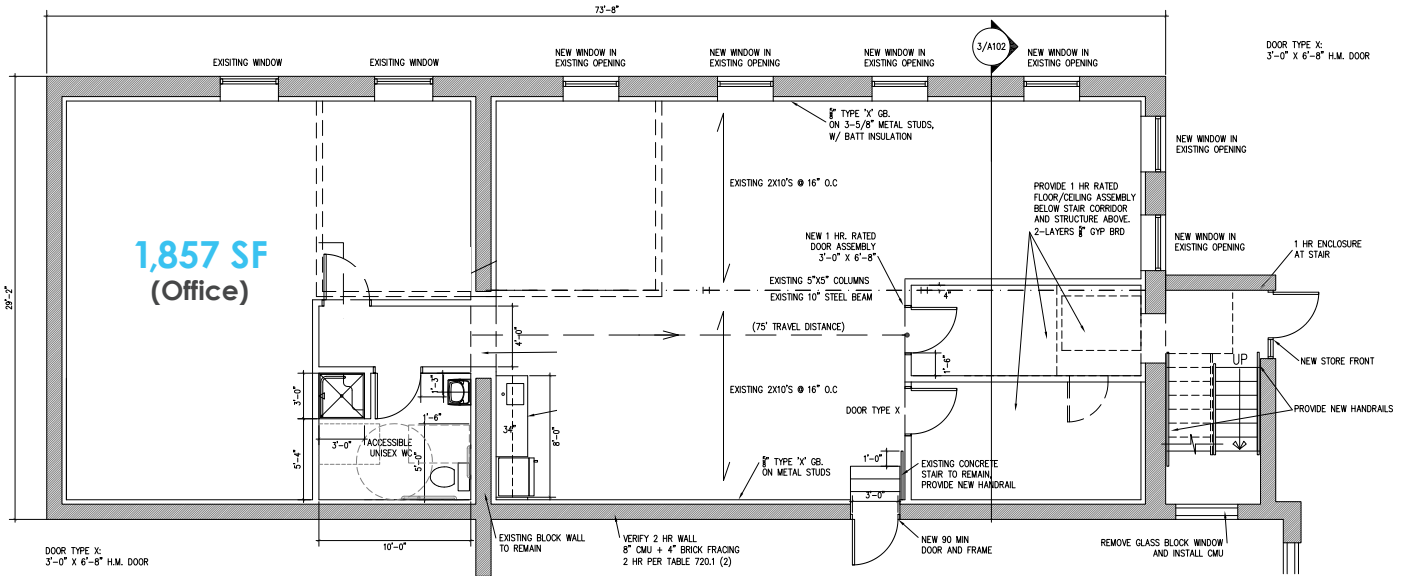 73'-8"
3/A102
DOOR TYPE X:
3'-0" X 6'-8" H.M. DOOR
EXISITING WINDOW
EXISITING WINDOW
NEW WINDOW IN
EXISTING OPENING
NEW WINDOW IN
EXISTING OPENING
NEW WINDOW IN
EXISTING OPENING
NEW WINDOW IN
EXISTING OPENING
TYPE 'X' GB.
ON 3-5/8" METAL STUDS,
W/ BATT INSULATION
NEW WINDOW IN
EXISTING OPENING
EXISTING 2X10'S @ 16" O.C
PROVIDE 1 HR RATED
FLOOR/CEILING ASSEMBLY
BELOW STAIR CORRIDOR
AND STRUCTURE ABOVE.
2-LAYERS GYP BRD
1,857 SF
(Office)
NEW 1 HR. RATED
DOOR ASSEMBLY
3'-0" X 6'-8"
NEW WINDOW IN
EXISTING OPENING
1 HR ENCLOSURE
AT STAIR
29'-2"
EXISTING 5"X5" COLUMNS
EXISTING 10" STEEL BEAM
4"
(75' TRAVEL DISTANCE)
4'-0"
1'-6"
UP
NEW STORE FRONT
3'-0"
1'-3"
EXISTING 2X10'S @ 16" O.C
DOOR TYPE X
PROVIDE NEW HANDRAILS
1'-6"
34"
8'-0"
3'-0"
ACCESSIBLE
UNISEX WC
5'-4"
5'-0"
TYPE 'X' GB.
ON METAL STUDS
1'-0"
3'-0"
EXISTING CONCRETE
STAIR TO REMAIN,
PROVIDE NEW HANDRAIL
10'-0"
EXISTING BLOCK WALL
TO REMAIN
VERIFY 2 HR WALL
8" CMU + 4" BRICK FRACING
2 HR PER TABLE 720.1 (2)
NEW 90 MIN
DOOR AND FRAME
REMOVE GLASS BLOCK WINDOW
AND INSTALL CMU
DOOR TYPE X:
3'-0" X 6'-8" H.M. DOOR